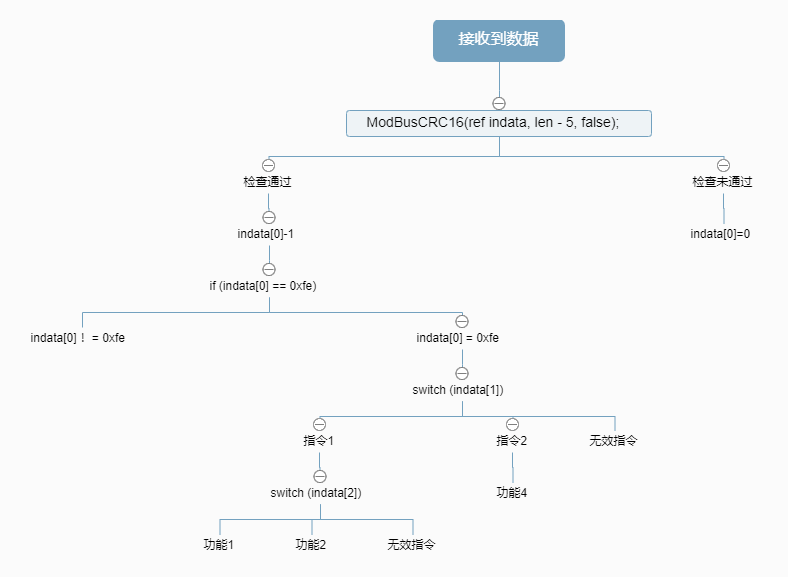 接收到数据
ModBusCRC16(ref indata, len - 5, false);
检查通过
检查未通过
indata[0]-1
indata[0]=0
if (indata[0] == 0xfe)
indata[0]！= 0xfe
indata[0] = 0xfe
switch (indata[1])
指令1
指令2
无效指令
switch (indata[2])
功能4
功能1
功能2
无效指令